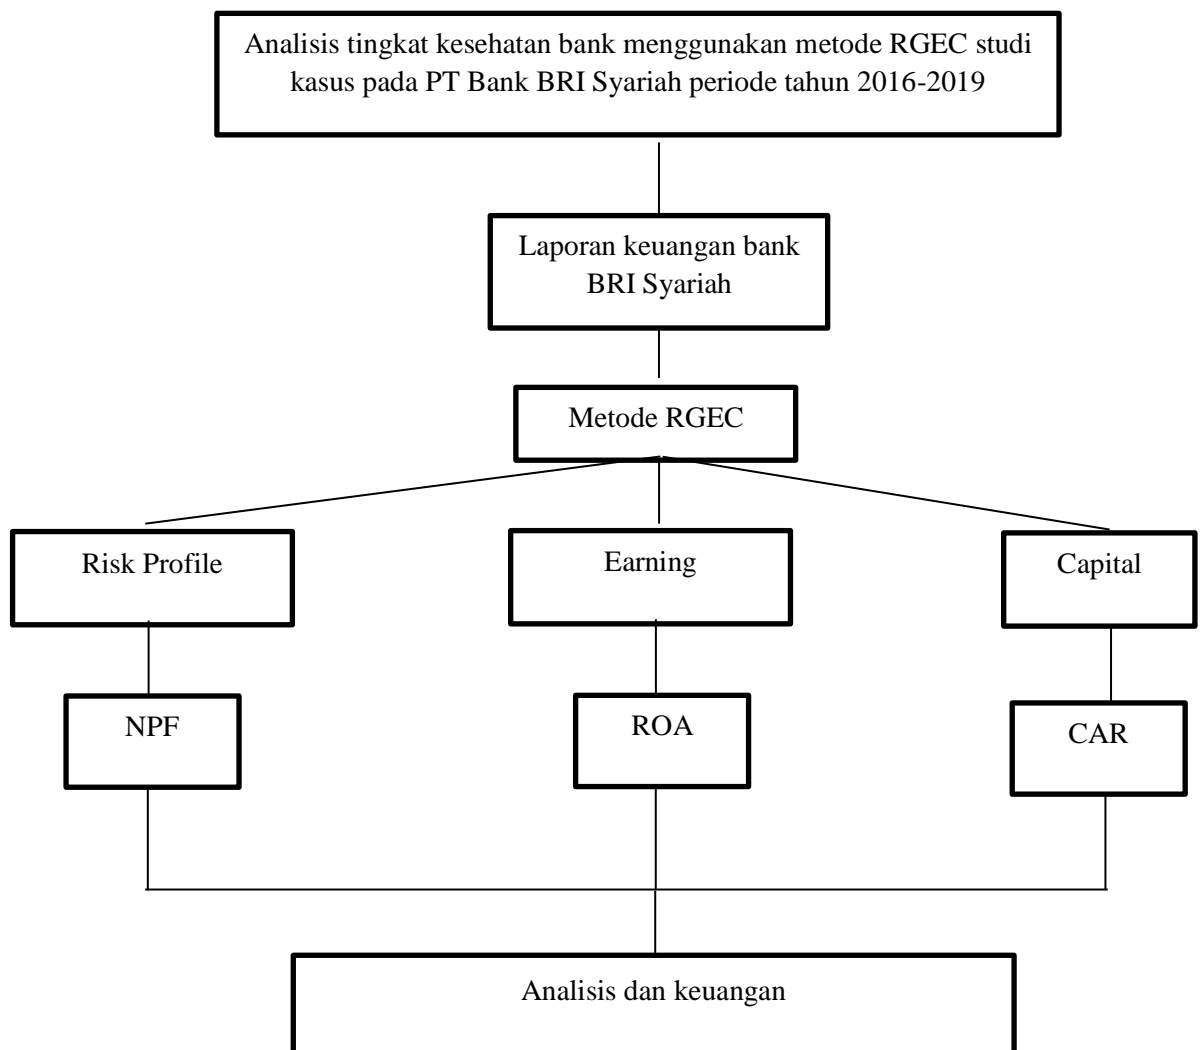 Analisis tingkat kesehatan bank menggunakan metode RGEC studi
kasus pada PT Bank BRI Syariah periode tahun 2016-2019
Laporan keuangan bank
BRI Syariah
Metode RGEC
Risk Profile
Earning
Capital
NPF
ROA
CAR
Analisis dan keuangan